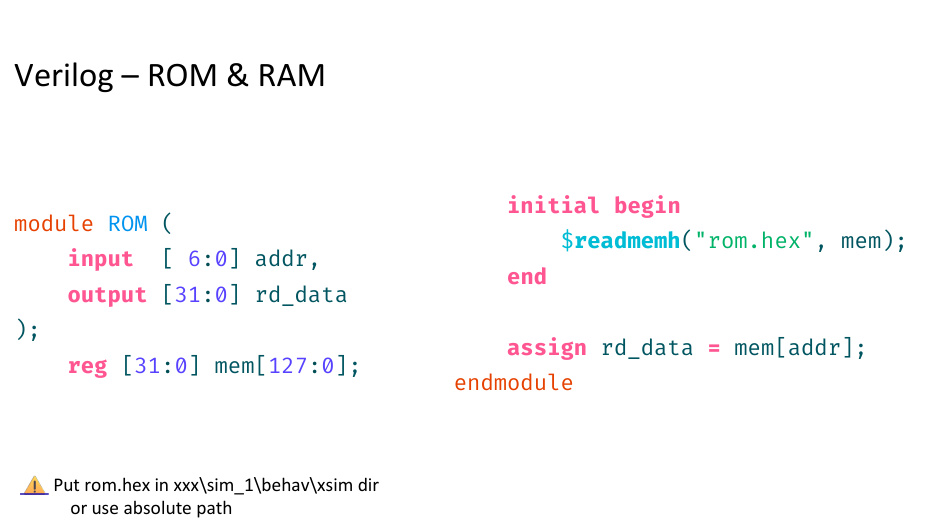 Verilog – ROM & RAM
module ROM (
    input  [ 6:0] addr,
    output [31:0] rd_data
);
    reg [31:0] mem[127:0];
    initial begin
        $readmemh("rom.hex", mem);
    end
    assign rd_data = mem[addr];
endmodule
Put rom.hex in xxx\sim_1\behav\xsim dir
or use absolute path